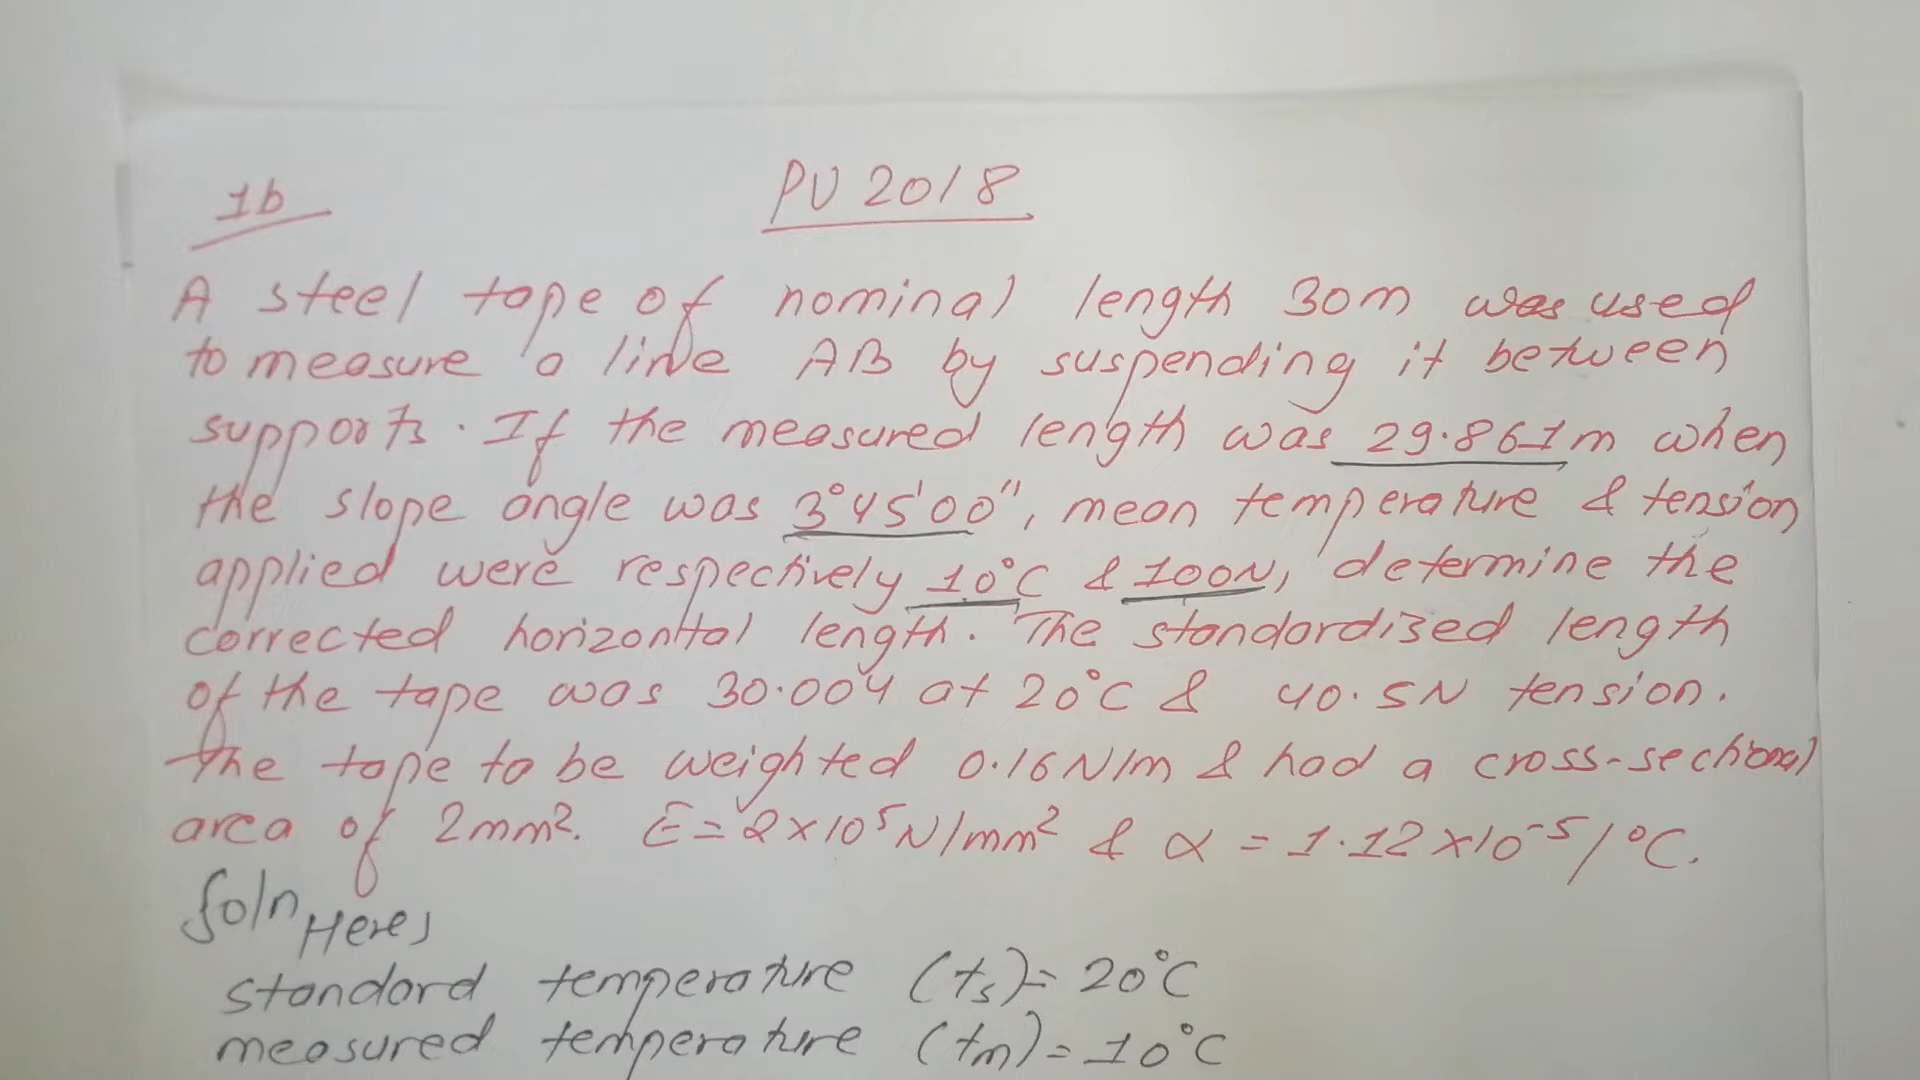 1b
PU 2018
A steel tape of nominal length 30m was used
to measure a line AB by suspending it between
supports. If the measured length was 29.861m when
the slope angle was 3°45'00", mean temperature & tension
applied were respectively 10°C & 100N, determine the
corrected horizontal length. The standardized length
of the tape was 30.004 at 20°C & 40.5N tension.
The tape to be weighted 0.16N/m & had a cross-sectional
area of 2mm². E=2×10⁵N/mm² & α = 1.12×10⁻⁵/°C.
Soln Here,
standard temperature (ts)= 20°C
measured temperature (tm)= 10°C